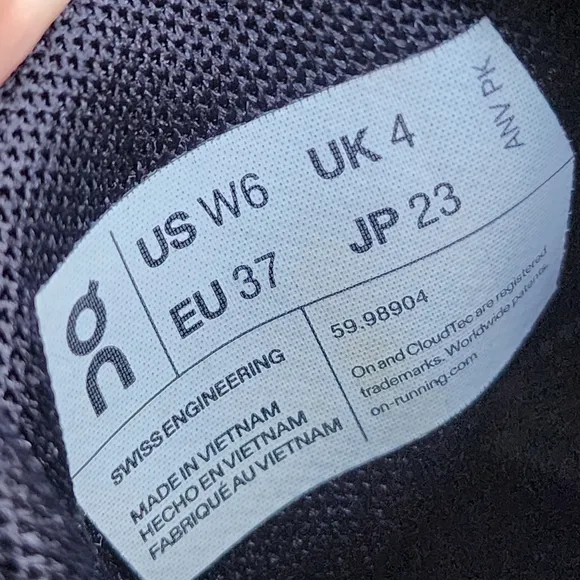 US W6 UK 4
EU 37 JP 23
ANV PK
on
SWISS ENGINEERING
MADE IN VIETNAM
HECHO EN VIETNAM
FABRIQUÉ AU VIETNAM
59.98904
On and CloudTec are registered
trademarks. Worldwide patents.
on-running.com